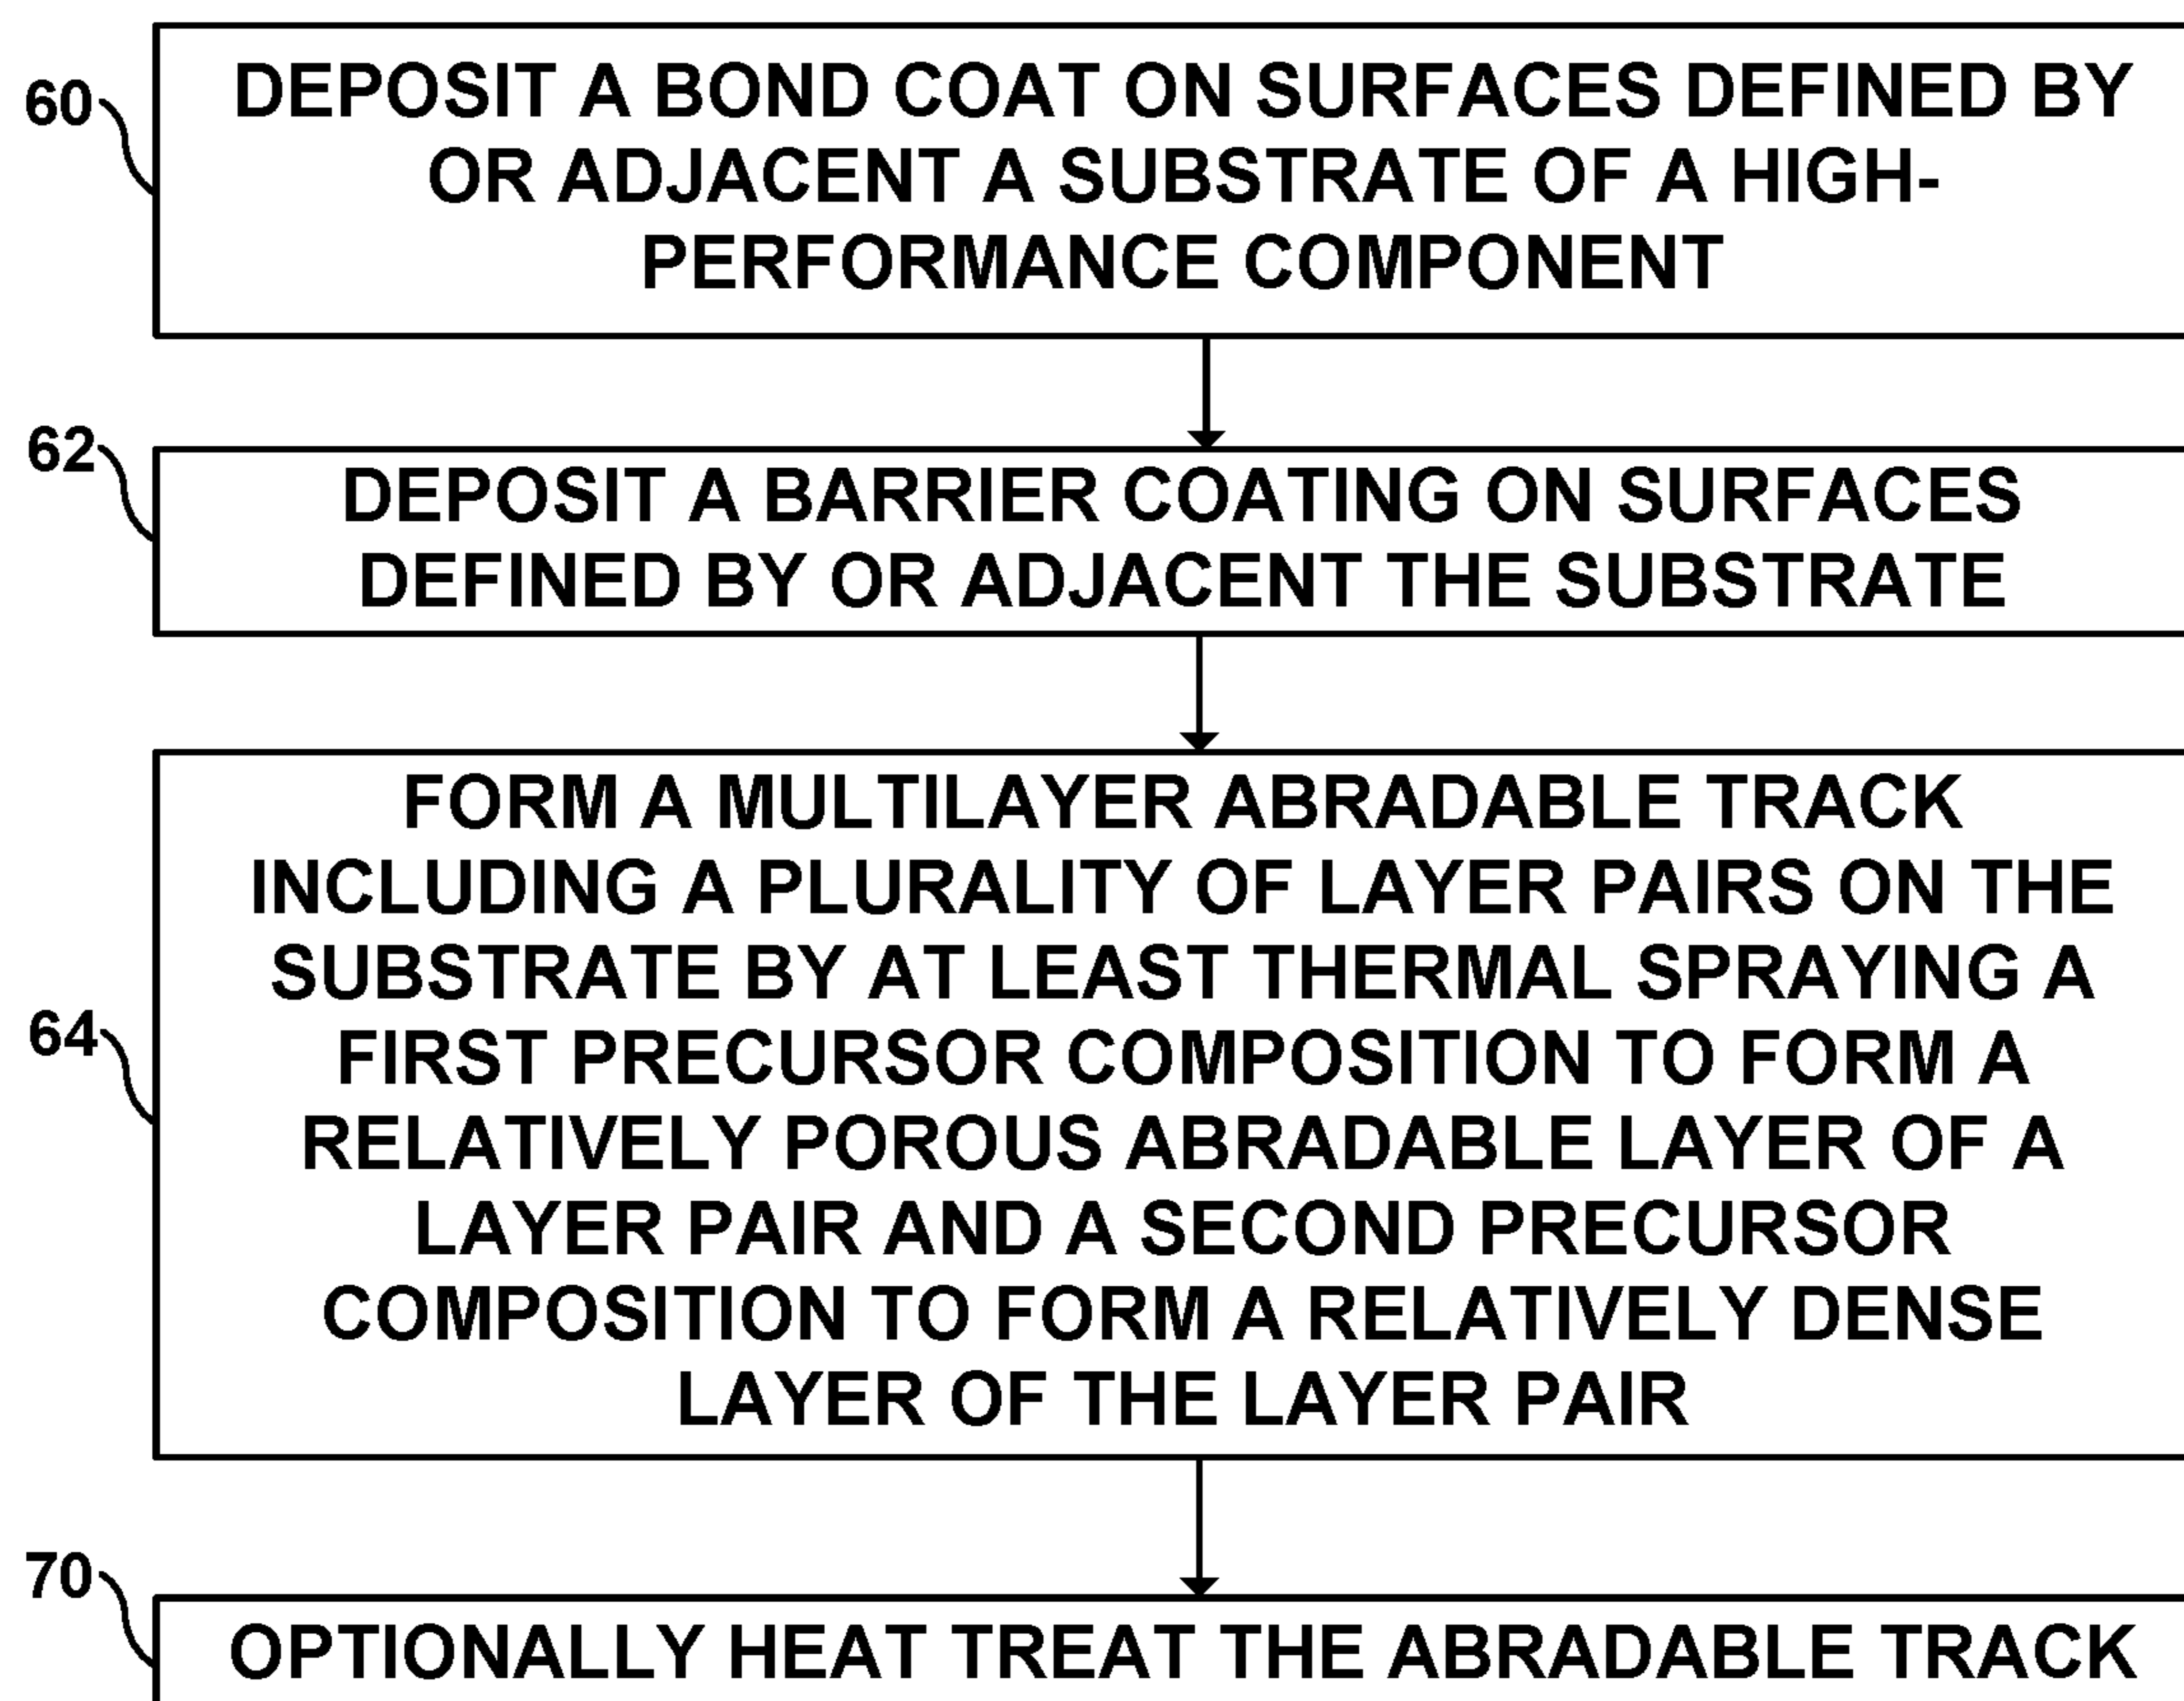 60
DEPOSIT A BOND COAT ON SURFACES DEFINED BY
OR ADJACENT A SUBSTRATE OF A HIGH-
PERFORMANCE COMPONENT
62
DEPOSIT A BARRIER COATING ON SURFACES
DEFINED BY OR ADJACENT THE SUBSTRATE
64
FORM A MULTILAYER ABRADABLE TRACK
INCLUDING A PLURALITY OF LAYER PAIRS ON THE
SUBSTRATE BY AT LEAST THERMAL SPRAYING A
FIRST PRECURSOR COMPOSITION TO FORM A
RELATIVELY POROUS ABRADABLE LAYER OF A
LAYER PAIR AND A SECOND PRECURSOR
COMPOSITION TO FORM A RELATIVELY DENSE
LAYER OF THE LAYER PAIR
70
OPTIONALLY HEAT TREAT THE ABRADABLE TRACK